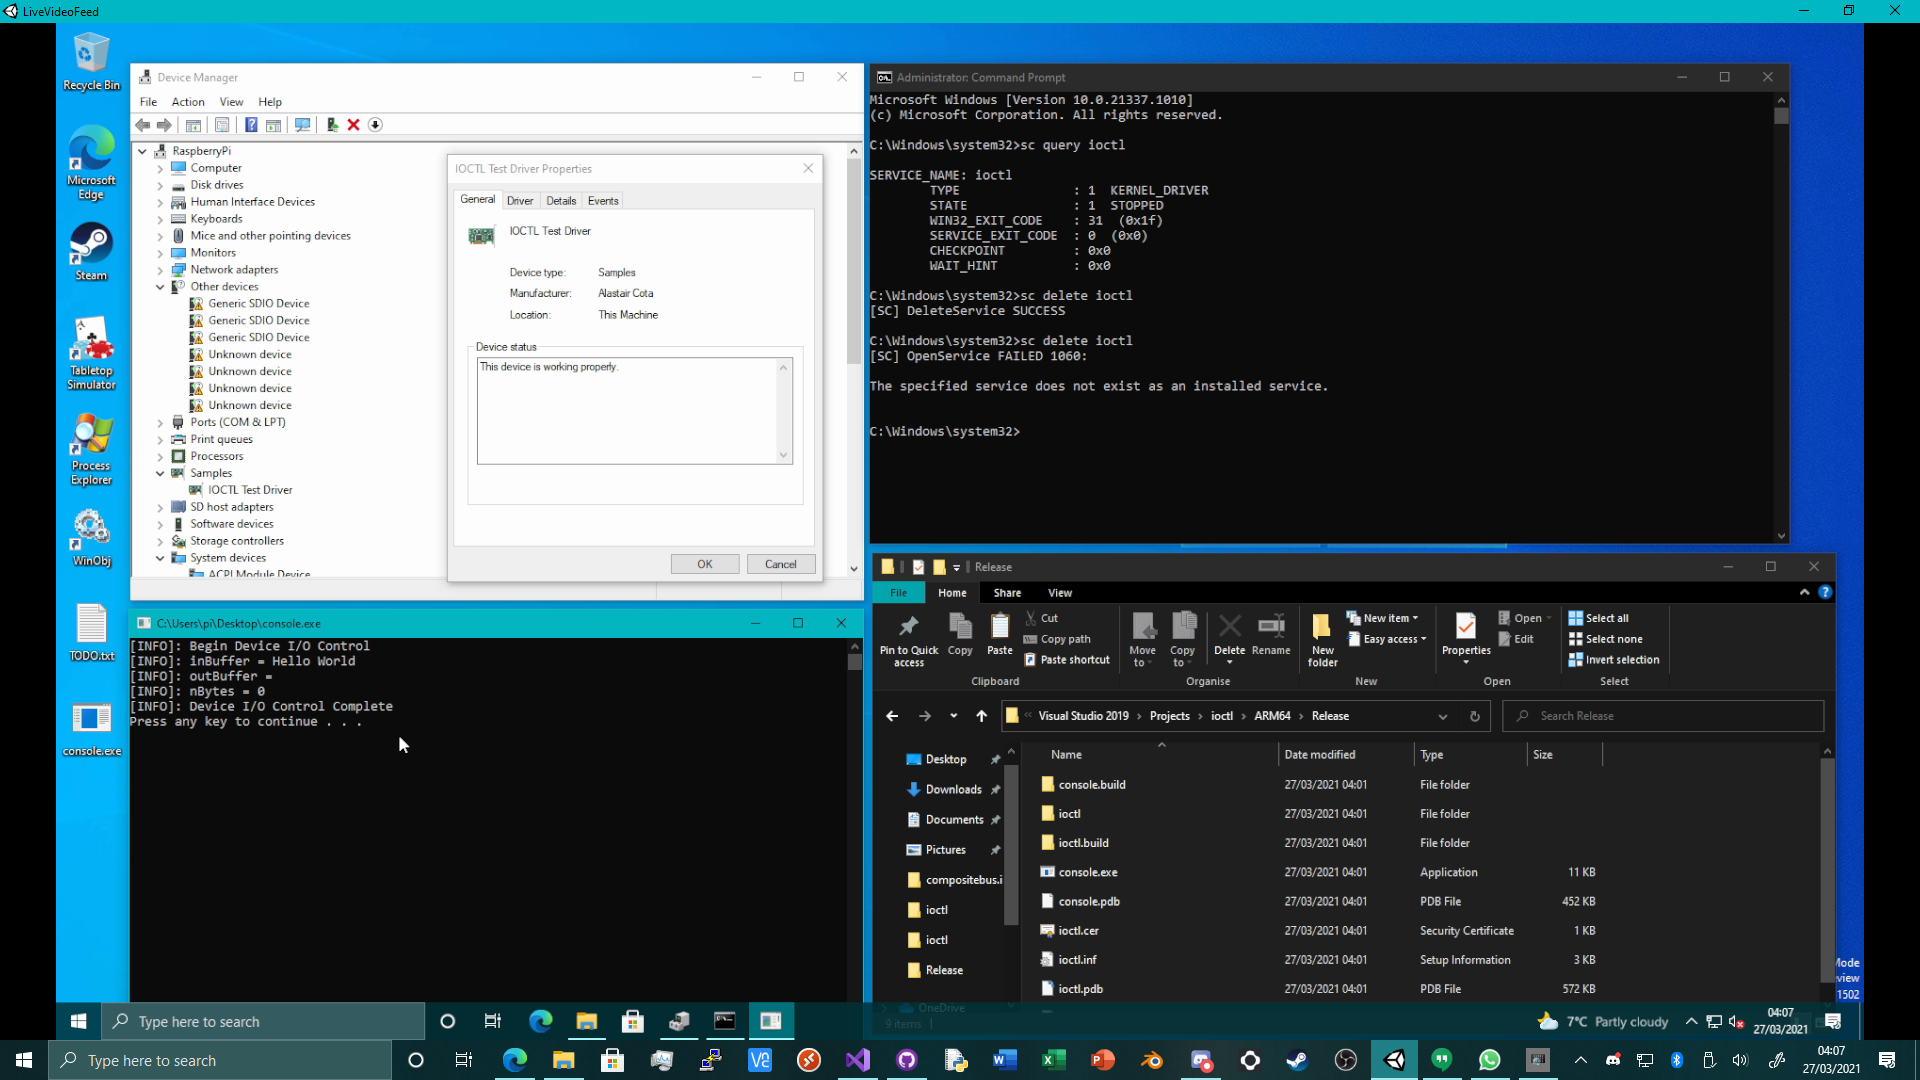 LiveVideoFeed
Recycle Bin
Microsoft Edge
Steam
Tabletop Simulator
Process Explorer
WinObj
TODO.txt
console.exe
Device Manager
File Action View Help
RaspberryPi
Computer
Disk drives
Human Interface Devices
Keyboards
Mice and other pointing devices
Monitors
Network adapters
Other devices
Generic SDIO Device
Generic SDIO Device
Generic SDIO Device
Unknown device
Unknown device
Unknown device
Unknown device
Ports (COM & LPT)
Print queues
Processors
Samples
IOCTL Test Driver
SD host adapters
Software devices
Storage controllers
System devices
ACPI Module Device
IOCTL Test Driver Properties
General Driver Details Events
IOCTL Test Driver
Device type: Samples
Manufacturer: Alastair Cota
Location: This Machine
Device status
This device is working properly.
OK Cancel
Administrator: Command Prompt
Microsoft Windows [Version 10.0.21337.1010]
(c) Microsoft Corporation. All rights reserved.
C:\Windows\system32>sc query ioctl
SERVICE_NAME: ioctl
TYPE : 1 KERNEL_DRIVER
STATE : 1 STOPPED
WIN32_EXIT_CODE : 31 (0x1f)
SERVICE_EXIT_CODE : 0 (0x0)
CHECKPOINT : 0x0
WAIT_HINT : 0x0
C:\Windows\system32>sc delete ioctl
[SC] DeleteService SUCCESS
C:\Windows\system32>sc delete ioctl
[SC] OpenService FAILED 1060:
The specified service does not exist as an installed service.
C:\Windows\system32>
C:\Users\pi\Desktop\console.exe
[INFO]: Begin Device I/O Control
[INFO]: inBuffer = Hello World
[INFO]: outBuffer =
[INFO]: nBytes = 0
[INFO]: Device I/O Control Complete
Press any key to continue . . .
Release
File Home Share View
Pin to Quick access
Copy
Paste
Cut
Copy path
Paste shortcut
Clipboard
Move to
Copy to
Delete
Rename
Organise
New folder
New item
Easy access
New
Properties
Open
Edit
Open
Select all
Select none
Invert selection
Select
« Visual Studio 2019 › Projects › ioctl › ARM64 › Release
Search Release
Desktop
Downloads
Documents
Pictures
compositebus.i
ioctl
ioctl
Release
OneDrive
Name Date modified Type Size
console.build 27/03/2021 04:01 File folder
ioctl 27/03/2021 04:01 File folder
ioctl.build 27/03/2021 04:01 File folder
console.exe 27/03/2021 04:01 Application 11 KB
console.pdb 27/03/2021 04:01 PDB File 452 KB
ioctl.cer 27/03/2021 04:01 Security Certificate 1 KB
ioctl.inf 27/03/2021 04:01 Setup Information 3 KB
ioctl.pdb 27/03/2021 04:01 PDB File 572 KB
9 items
Mode
view
1502
Type here to search
7°C Partly cloudy
04:07
27/03/2021
Type here to search
04:07
27/03/2021